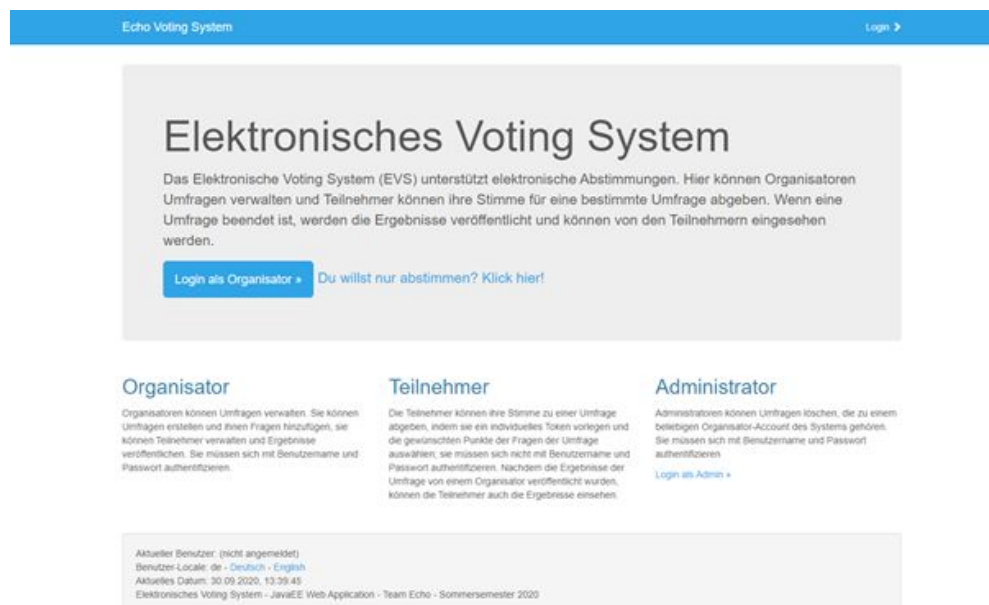 Echo Voting System
Login
Elektronisches Voting System
Das Elektronische Voting System (EVS) unterstützt elektronische Abstimmungen. Hier können Organisatoren
Umfragen verwalten und Teilnehmer können ihre Stimme für eine bestimmte Umfrage abgeben. Wenn eine
Umfrage beendet ist, werden die Ergebnisse veröffentlicht und können von den Teilnehmern eingesehen
werden.
Login als Organisator »
Du willst nur abstimmen? Klick hier!
Organisator
Organisatoren können Umfragen verwalten. Sie können
Umfragen erstellen und ihnen Fragen hinzufügen, sie
können Teilnehmer verwalten und Ergebnisse
veröffentlichen. Sie müssen sich mit Benutzername und
Passwort authentifizieren.
Teilnehmer
Die Teilnehmer können ihre Stimme zu einer Umfrage
abgeben, indem sie ein individuelles Token vorlegen und
die gewünschten Punkte der Fragen der Umfrage
auswählen; sie müssen sich nicht mit Benutzername und
Passwort authentifizieren. Nachdem die Ergebnisse der
Umfrage von einem Organisator veröffentlicht wurden,
können die Teilnehmer auch die Ergebnisse einsehen.
Administrator
Administratoren können Umfragen löschen, die zu einem
beliebigen Organisator-Account des Systems gehören.
Sie müssen sich mit Benutzername und Passwort
authentifizieren
Login als Admin »
Aktueller Benutzer: (nicht angemeldet)
Benutzer-Locale: de - Deutsch - English
Aktuelles Datum: 30.09.2020, 13:39:45
Elektronisches Voting System - JavaEE Web Application - Team Echo - Sommersemester 2020